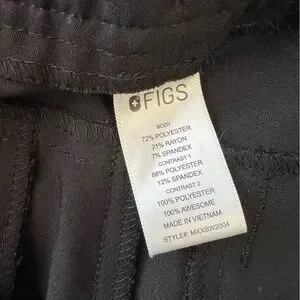 FIGS
BODY
72% POLYESTER
21% RAYON
7% SPANDEX
CONTRAST 1
88% POLYESTER
12% SPANDEX
CONTRAST 2
100% POLYESTER
100% AWESOME
MADE IN VIETNAM
STYLE#: MXXSW2004